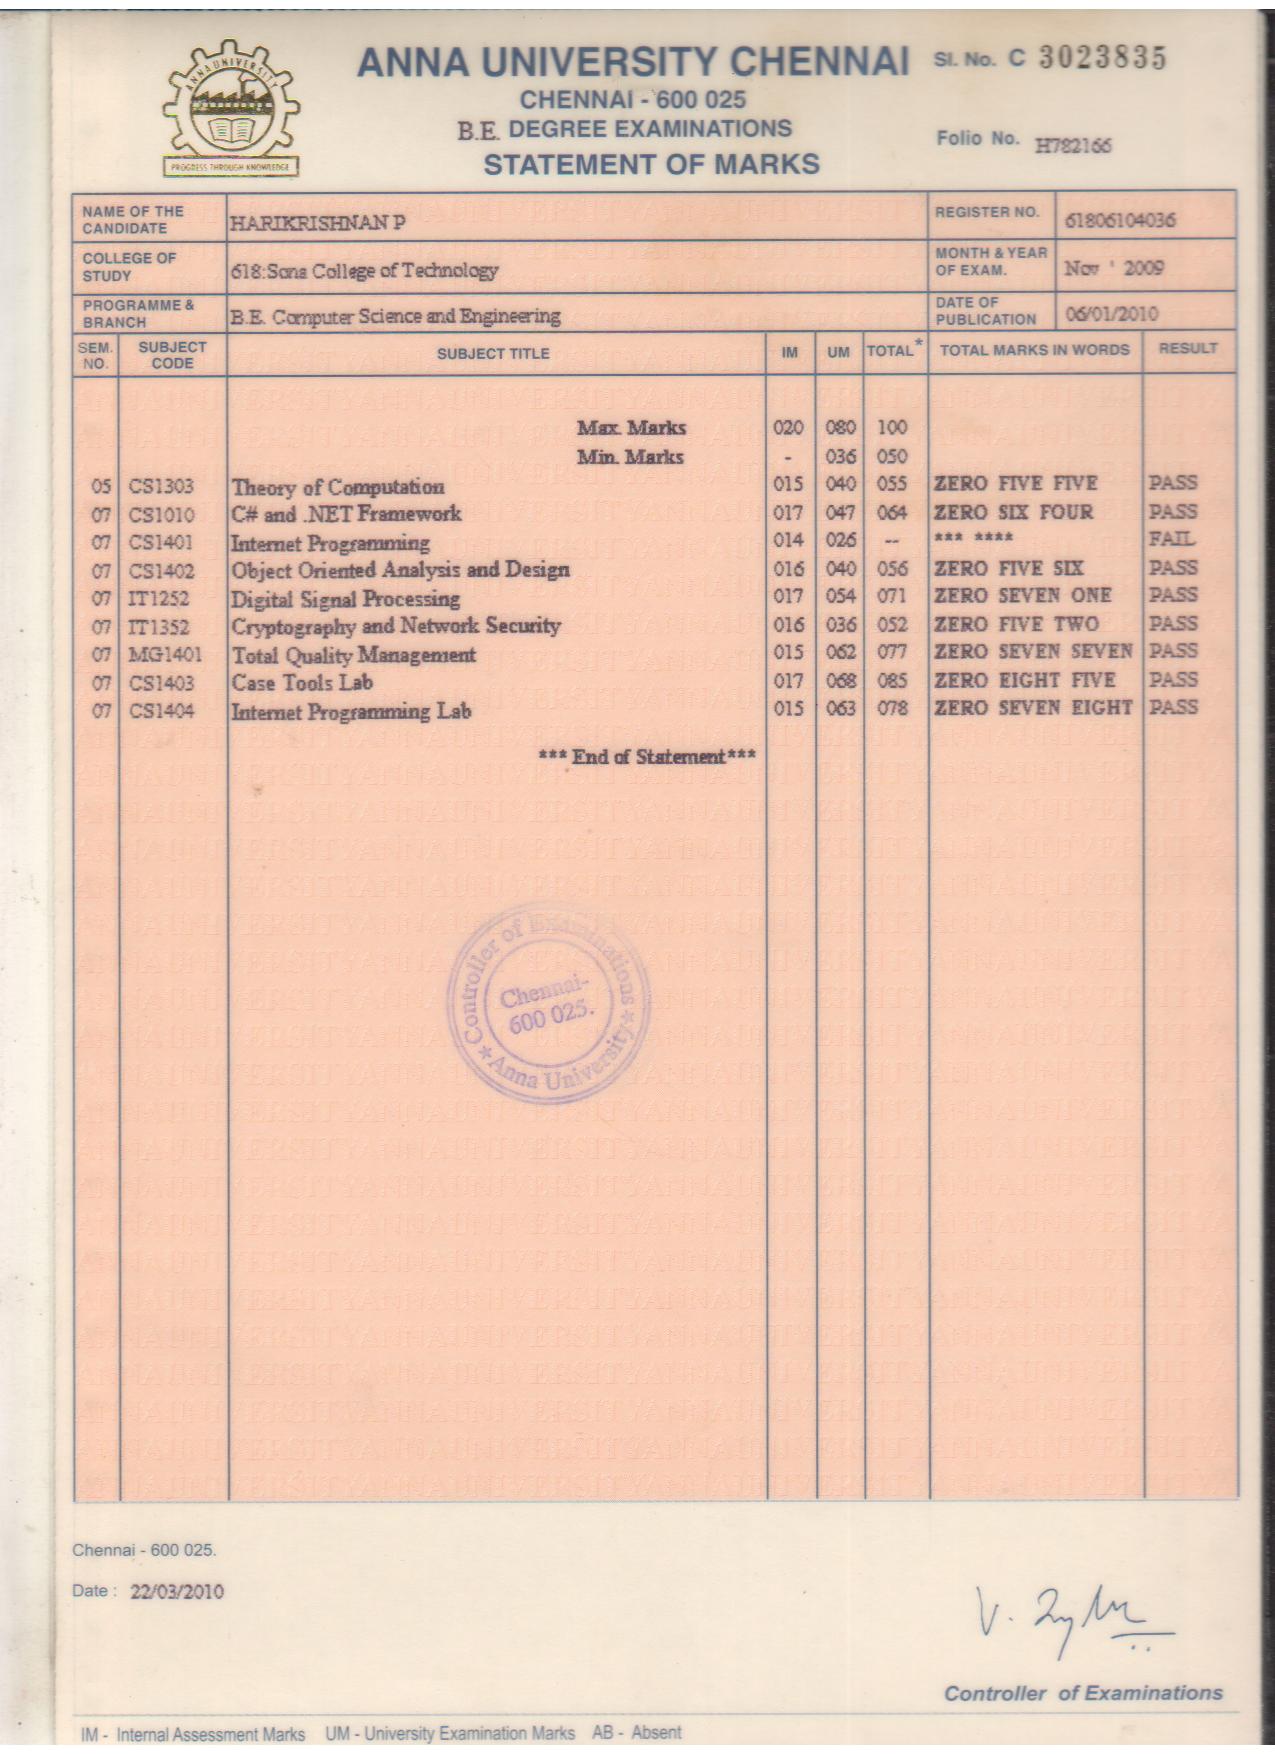 ANNA UNIVERSITY
PROGRESS THROUGH KNOWLEDGE
ANNA UNIVERSITY CHENNAI
Sl. No. C 3023835
CHENNAI - 600 025
B.E. DEGREE EXAMINATIONS
Folio No. H782166
STATEMENT OF MARKS
NAME OF THE CANDIDATE HARIKRISHNAN P REGISTER NO. 61806104036
COLLEGE OF STUDY 618:Sona College of Technology MONTH & YEAR OF EXAM. Nov ' 2009
PROGRAMME & BRANCH B.E. Computer Science and Engineering DATE OF PUBLICATION 06/01/2010
SEM. NO. SUBJECT CODE SUBJECT TITLE IM UM TOTAL* TOTAL MARKS IN WORDS RESULT
Max. Marks 020 080 100
Min. Marks - 036 050
05 CS1303 Theory of Computation 015 040 055 ZERO FIVE FIVE PASS
07 CS1010 C# and .NET Framework 017 047 064 ZERO SIX FOUR PASS
07 CS1401 Internet Programming 014 026 -- *** **** FAIL
07 CS1402 Object Oriented Analysis and Design 016 040 056 ZERO FIVE SIX PASS
07 IT1252 Digital Signal Processing 017 054 071 ZERO SEVEN ONE PASS
07 IT1352 Cryptography and Network Security 016 036 052 ZERO FIVE TWO PASS
07 MG1401 Total Quality Management 015 062 077 ZERO SEVEN SEVEN PASS
07 CS1403 Case Tools Lab 017 068 085 ZERO EIGHT FIVE PASS
07 CS1404 Internet Programming Lab 015 063 078 ZERO SEVEN EIGHT PASS
*** End of Statement***
Controller of Examinations
Chennai-
600 025.
★ Anna University ★
Chennai - 600 025.
Date : 22/03/2010
Controller of Examinations
IM - Internal Assessment Marks UM - University Examination Marks AB - Absent